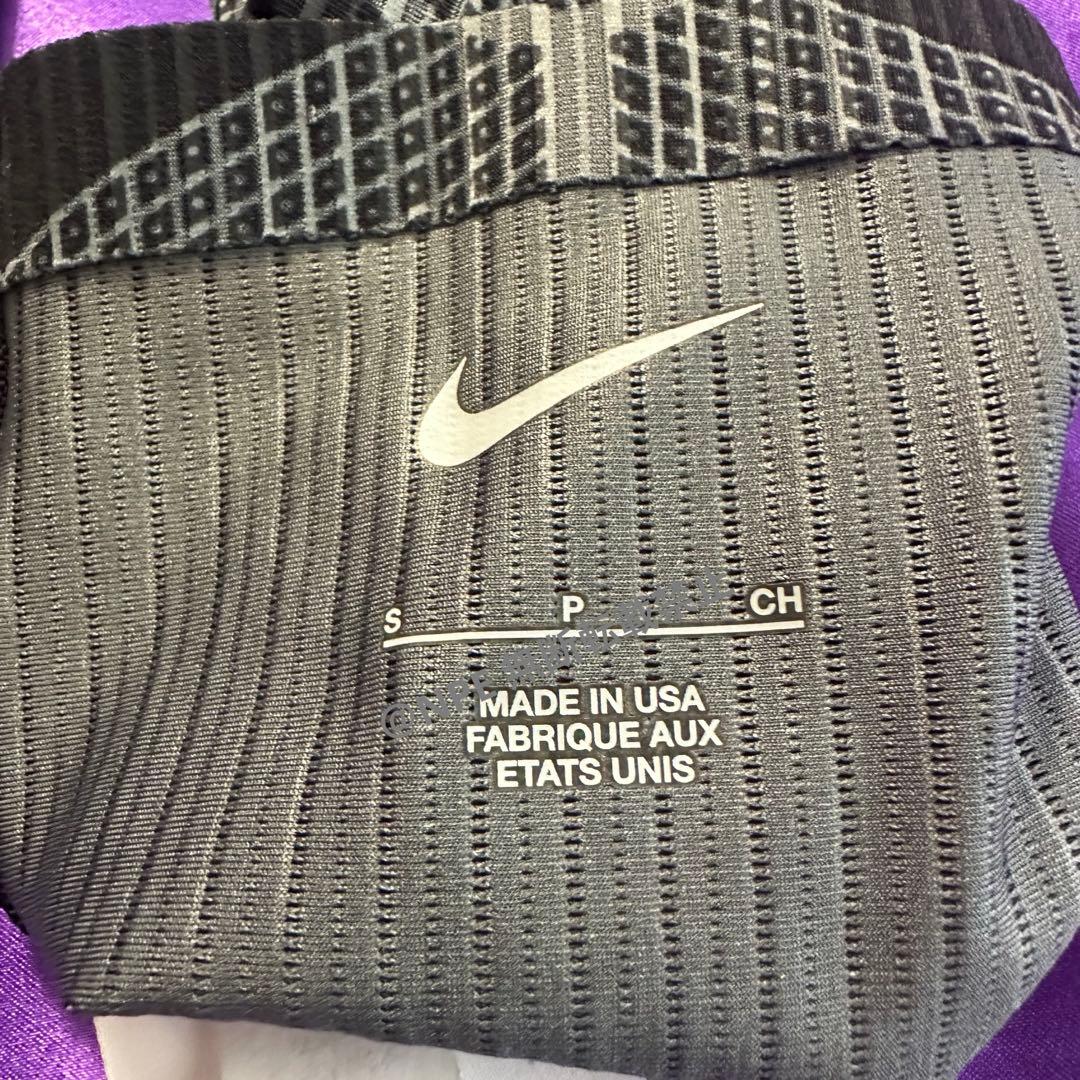 S P CH
MADE IN USA
FABRIQUE AUX
ETATS UNIS